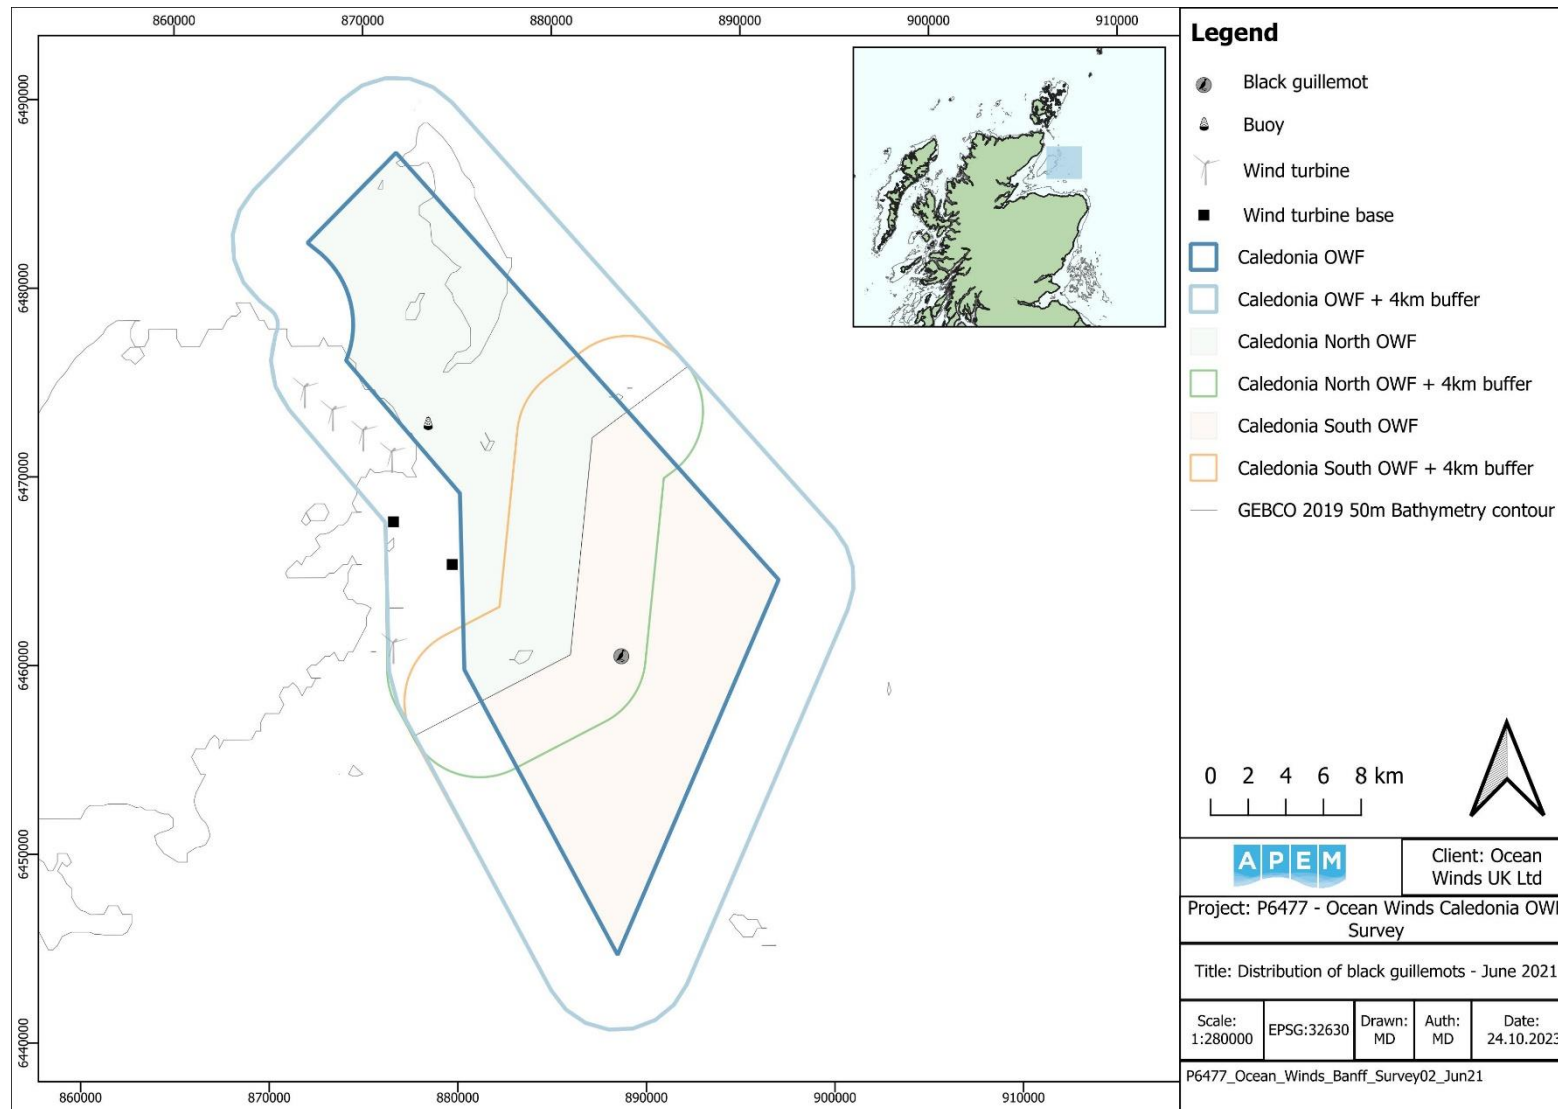 860000 870000 880000 890000 900000 910000
6490000
6480000
6470000
6460000
6450000
6440000
860000 870000 880000 890000 900000 910000
Legend
Black guillemot
Buoy
Wind turbine
Wind turbine base
Caledonia OWF
Caledonia OWF + 4km buffer
Caledonia North OWF
Caledonia North OWF + 4km buffer
Caledonia South OWF
Caledonia South OWF + 4km buffer
GEBCO 2019 50m Bathymetry contour
0 2 4 6 8 km
APEM
Client: Ocean
Winds UK Ltd
Project: P6477 - Ocean Winds Caledonia OWF
Survey
Title: Distribution of black guillemots - June 2021
Scale:
1:280000
EPSG:32630
Drawn:
MD
Auth:
MD
Date:
24.10.2023
P6477_Ocean_Winds_Banff_Survey02_Jun21